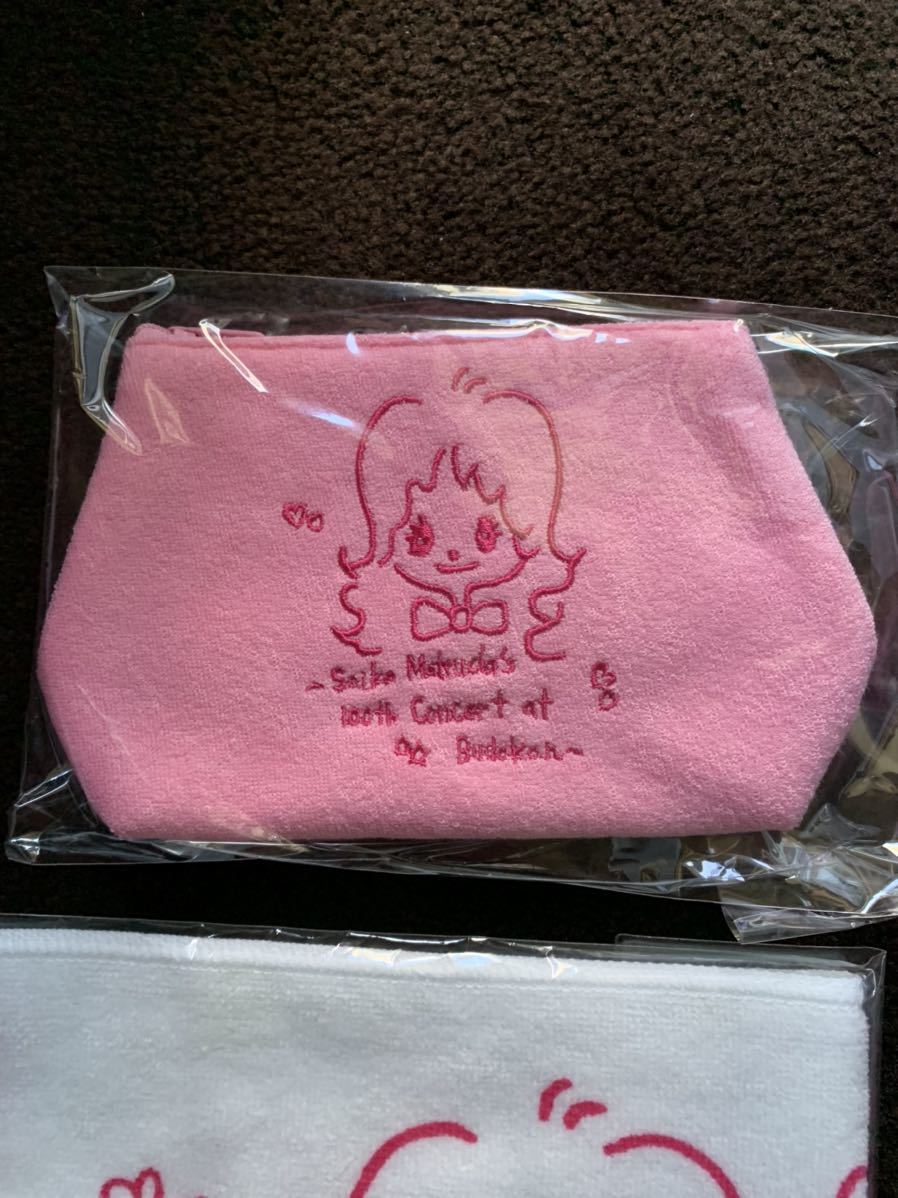 ~Seiko Matsuda's
100th Concert at
Budokan~